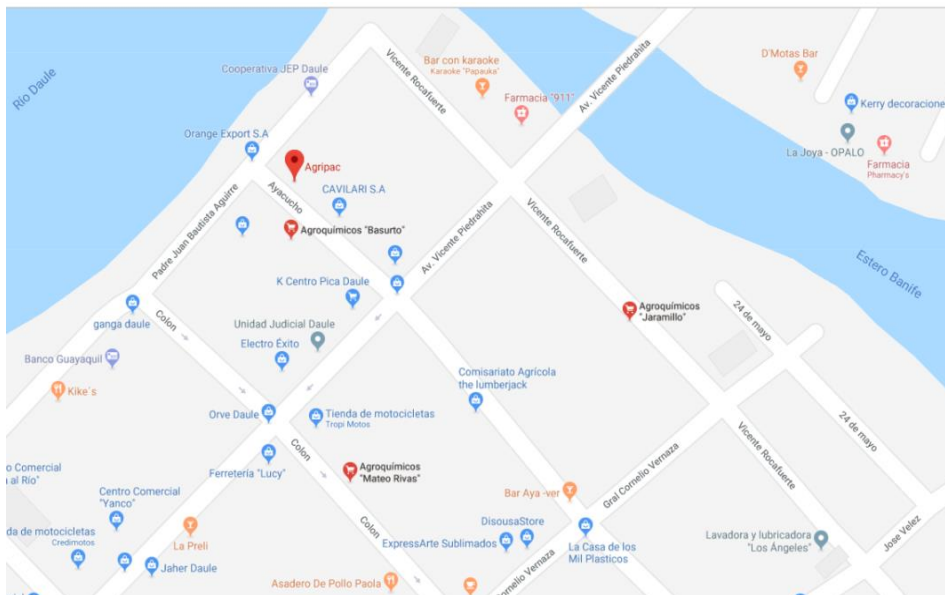 Río Daule
Cooperativa JEP Daule
Vicente Rocafuerte
Bar con karaoke
Karaoke "Papauka"
Farmacia "911"
Av. Vicente Piedrahita
D'Motas Bar
Kerry decoracione
La Joya - OPALO
Farmacia
Pharmacy's
Orange Export S.A
Agripac
Ayacucho
CAVILARI S.A
Agroquímicos "Basurto"
Padre Juan Bautista Aguirre
Av. Vicente Piedrahita
Vicente Rocafuerte
Estero Banife
K Centro Pica Daule
Colon
ganga daule
Unidad Judicial Daule
Electro Éxito
Agroquímicos
"Jaramillo"
24 de mayo
Banco Guayaquil
Kike´s
Comisariato Agrícola
the lumberjack
Orve Daule
Tienda de motocicletas
Tropi Motos
Colon
24 de mayo
Vicente Rocafuerte
Gral Cornelio Vernaza
o Comercial
a al Río"
Ferretería "Lucy"
Agroquímicos
"Mateo Rivas"
Centro Comercial
"Yanco"
Bar Aya -ver
DisousaStore
da de motocicletas
Credimotos
La Preli
Colon
ExpressArte Sublimados
La Casa de los
Mil Plasticos
Lavadora y lubricadora
"Los Ángeles"
Jose Velez
Jaher Daule
Asadero De Pollo Paola
Cornelio Vernaza